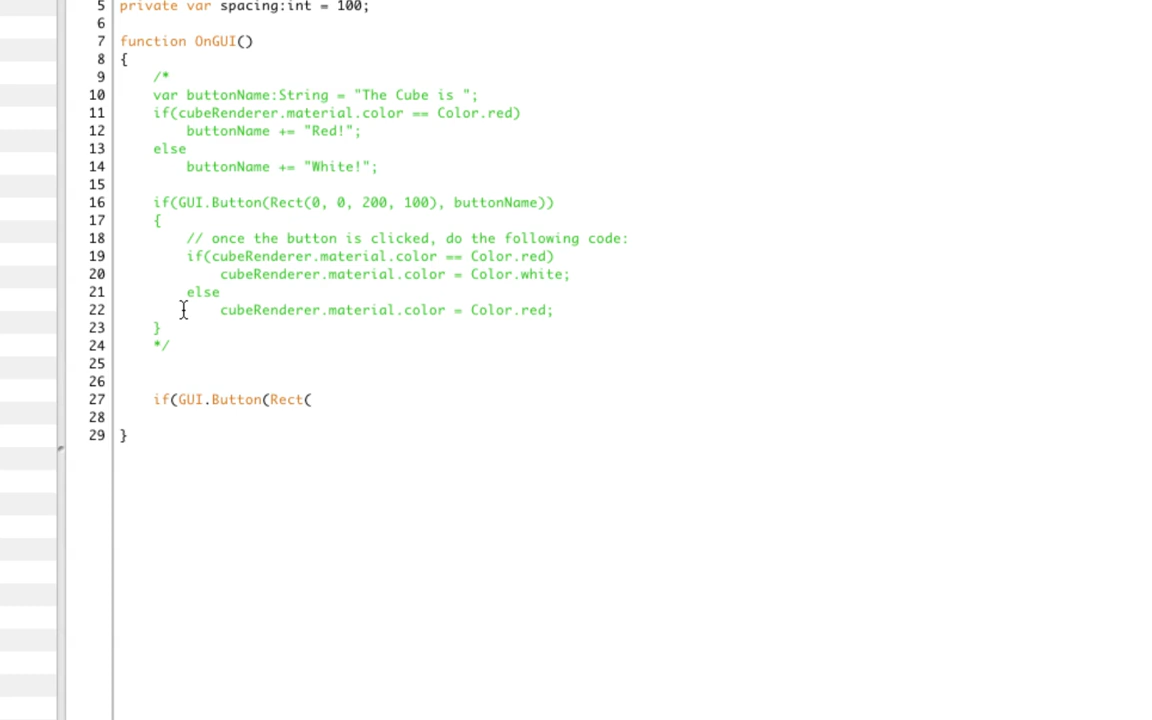 5 private var spacing:int = 100;
6
7 function OnGUI()
8 {
9 /*
10 var buttonName:String = "The Cube is ";
11 if(cubeRenderer.material.color == Color.red)
12 buttonName += "Red!";
13 else
14 buttonName += "White!";
15
16 if(GUI.Button(Rect(0, 0, 200, 100), buttonName))
17 {
18 // once the button is clicked, do the following code:
19 if(cubeRenderer.material.color == Color.red)
20 cubeRenderer.material.color = Color.white;
21 else
22 cubeRenderer.material.color = Color.red;
23 }
24 */
25
26
27 if(GUI.Button(Rect(
28
29 }